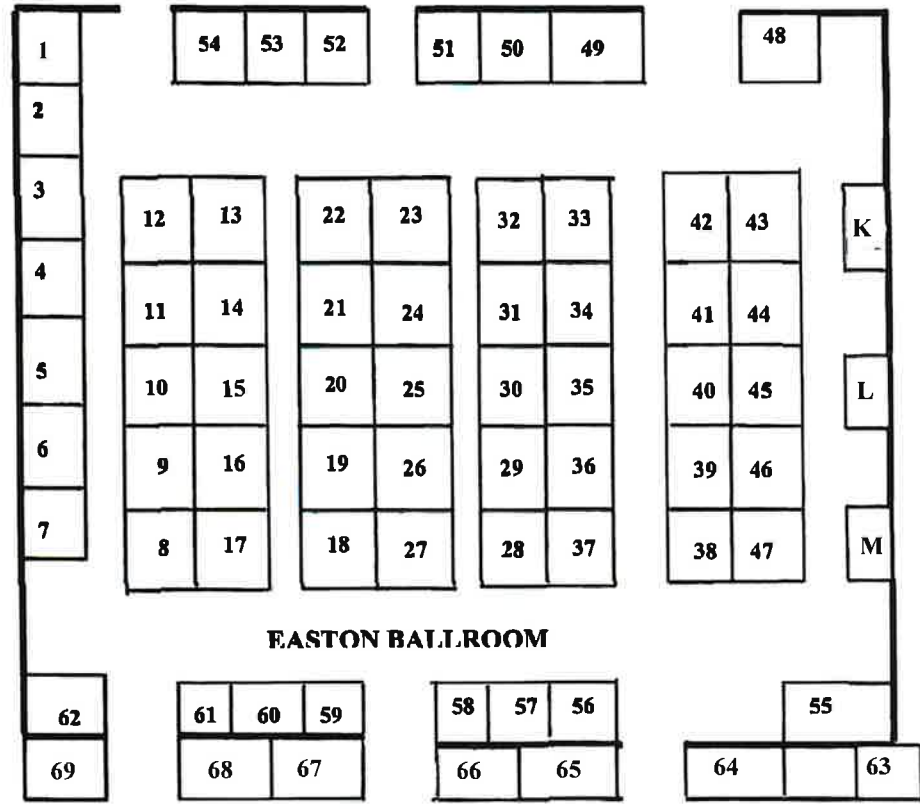 1 54 53 52 51 50 49 48
2
3 12 13 22 23 32 33 42 43 K
4 11 14 21 24 31 34 41 44
5 10 15 20 25 30 35 40 45 L
6 9 16 19 26 29 36 39 46
7 8 17 18 27 28 37 38 47 M
EASTON BALLROOM
62 61 60 59 58 57 56 55
69 68 67 66 65 64 63